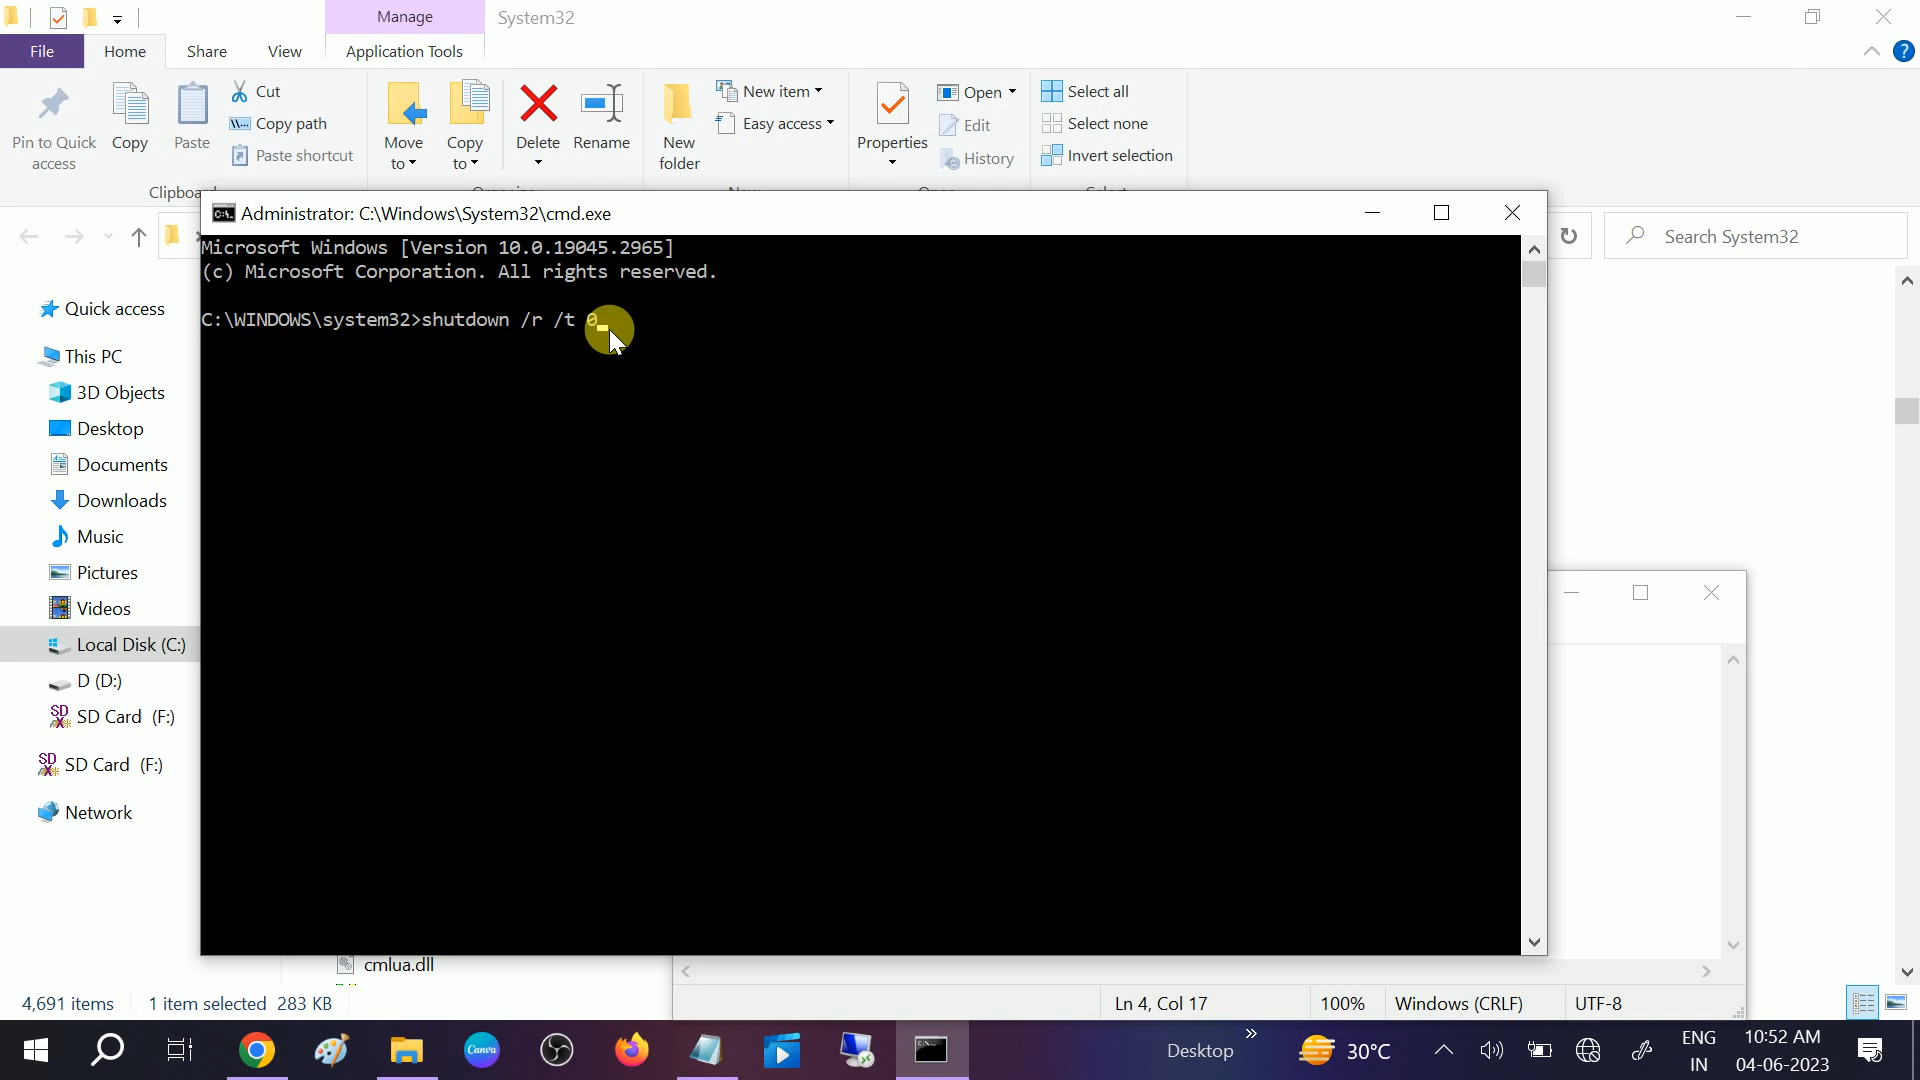 Manage
System32
File
Home
Share
View
Application Tools
Pin to Quick access
Copy
Paste
Cut
Copy path
Paste shortcut
Move to
Copy to
Delete
Rename
New folder
New item
Easy access
Properties
Open
Edit
History
Select all
Select none
Invert selection
Administrator: C:\Windows\System32\cmd.exe
Search System32
Microsoft Windows [Version 10.0.19045.2965]
(c) Microsoft Corporation. All rights reserved.
C:\WINDOWS\system32>shutdown /r /t 0
Quick access
This PC
3D Objects
Desktop
Documents
Downloads
Music
Pictures
Videos
Local Disk (C:)
D (D:)
SD Card (F:)
SD Card (F:)
Network
cmlua.dll
4,691 items
1 item selected 283 KB
Ln 4, Col 17
100%
Windows (CRLF)
UTF-8
Canva
Desktop
30°C
ENG
IN
10:52 AM
04-06-2023